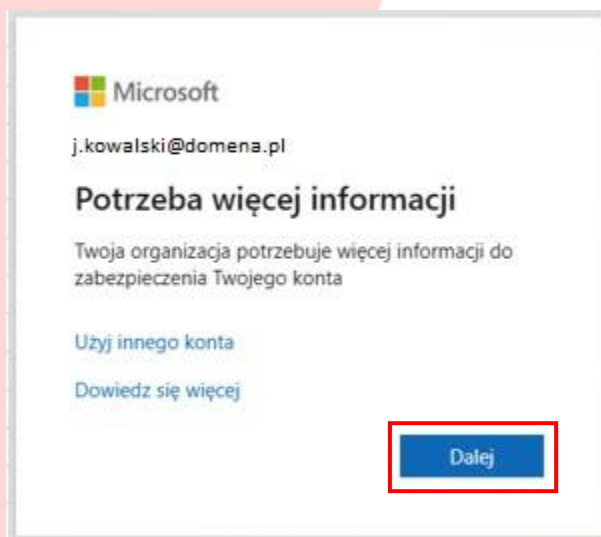 Microsoft
j.kowalski@domena.pl
Potrzeba więcej informacji
Twoja organizacja potrzebuje więcej informacji do
zabezpieczenia Twojego konta
Użyj innego konta
Dowiedz się więcej
Dalej